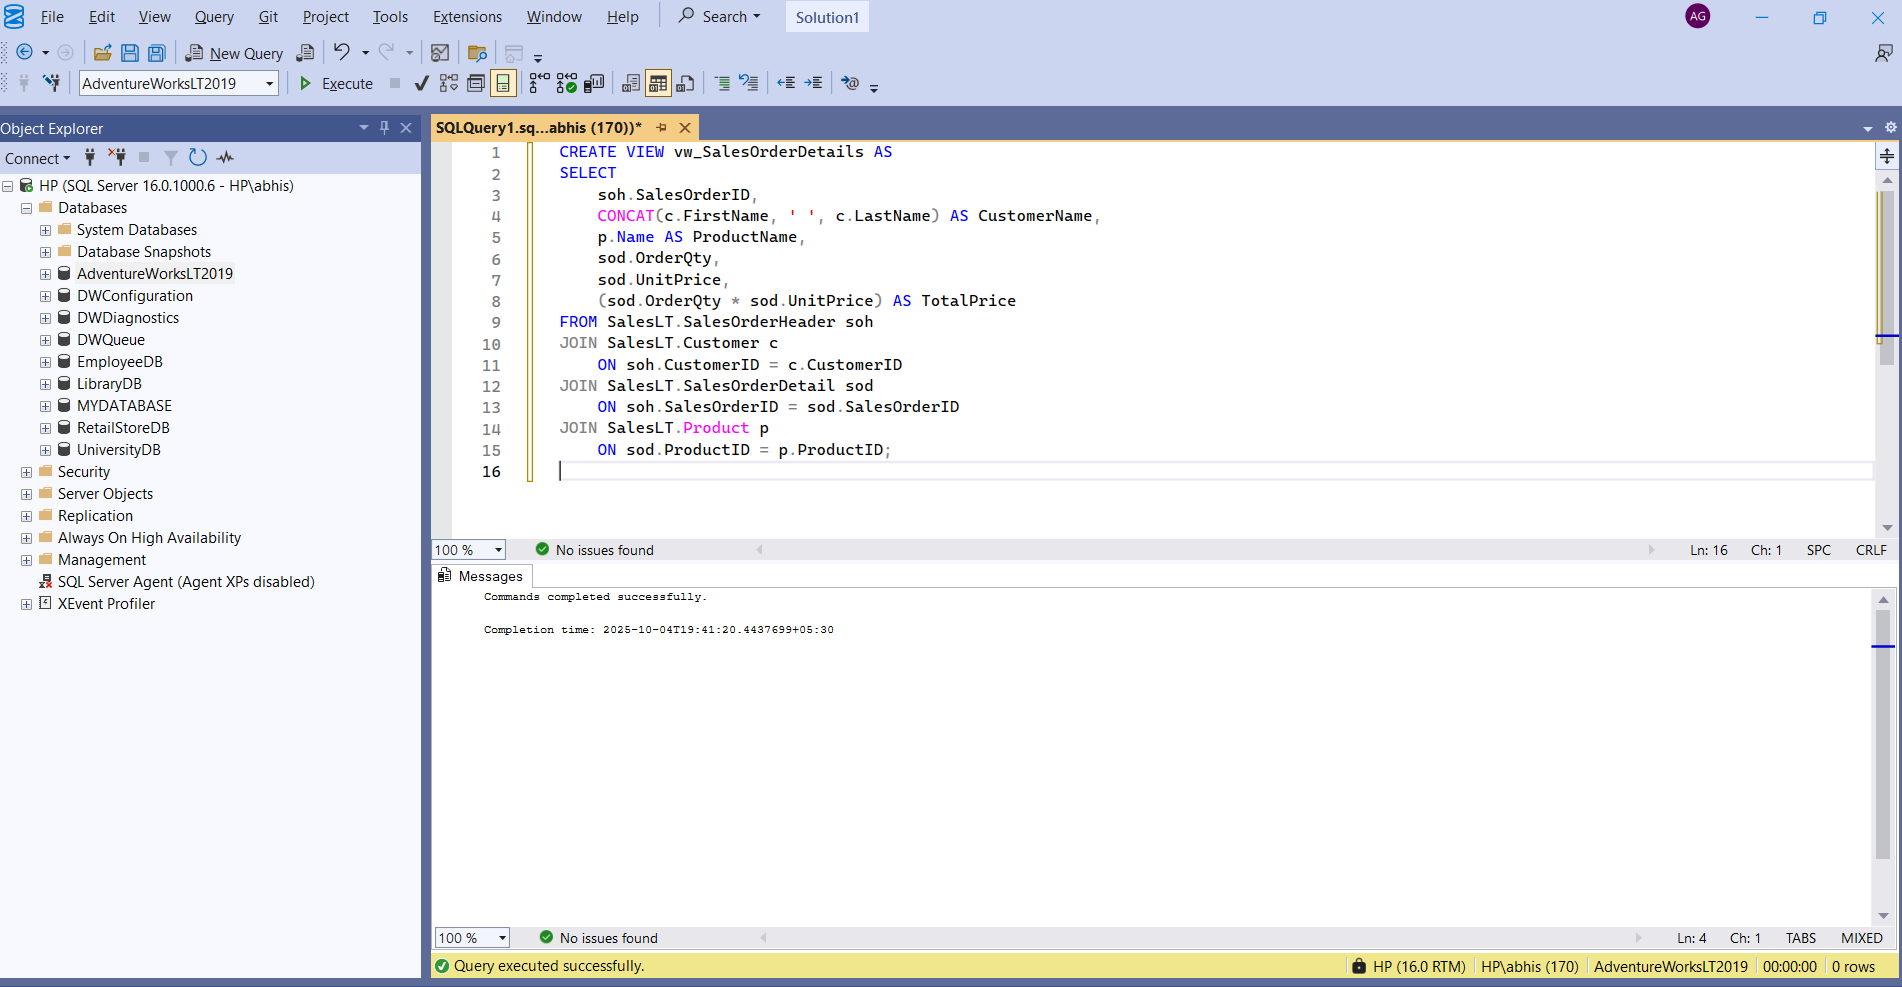 File Edit View Query Git Project Tools Extensions Window Help Search Solution1 AG
New Query
AdventureWorksLT2019 Execute
Object Explorer
Connect
HP (SQL Server 16.0.1000.6 - HP\abhis)
Databases
System Databases
Database Snapshots
AdventureWorksLT2019
DWConfiguration
DWDiagnostics
DWQueue
EmployeeDB
LibraryDB
MYDATABASE
RetailStoreDB
UniversityDB
Security
Server Objects
Replication
Always On High Availability
Management
SQL Server Agent (Agent XPs disabled)
XEvent Profiler
SQLQuery1.sq...abhis (170))*
1 CREATE VIEW vw_SalesOrderDetails AS
2 SELECT
3 soh.SalesOrderID,
4 CONCAT(c.FirstName, ' ', c.LastName) AS CustomerName,
5 p.Name AS ProductName,
6 sod.OrderQty,
7 sod.UnitPrice,
8 (sod.OrderQty * sod.UnitPrice) AS TotalPrice
9 FROM SalesLT.SalesOrderHeader soh
10 JOIN SalesLT.Customer c
11 ON soh.CustomerID = c.CustomerID
12 JOIN SalesLT.SalesOrderDetail sod
13 ON soh.SalesOrderID = sod.SalesOrderID
14 JOIN SalesLT.Product p
15 ON sod.ProductID = p.ProductID;
16
100 % No issues found Ln: 16 Ch: 1 SPC CRLF
Messages
Commands completed successfully.
Completion time: 2025-10-04T19:41:20.4437699+05:30
100 % No issues found Ln: 4 Ch: 1 TABS MIXED
Query executed successfully. HP (16.0 RTM) HP\abhis (170) AdventureWorksLT2019 00:00:00 0 rows